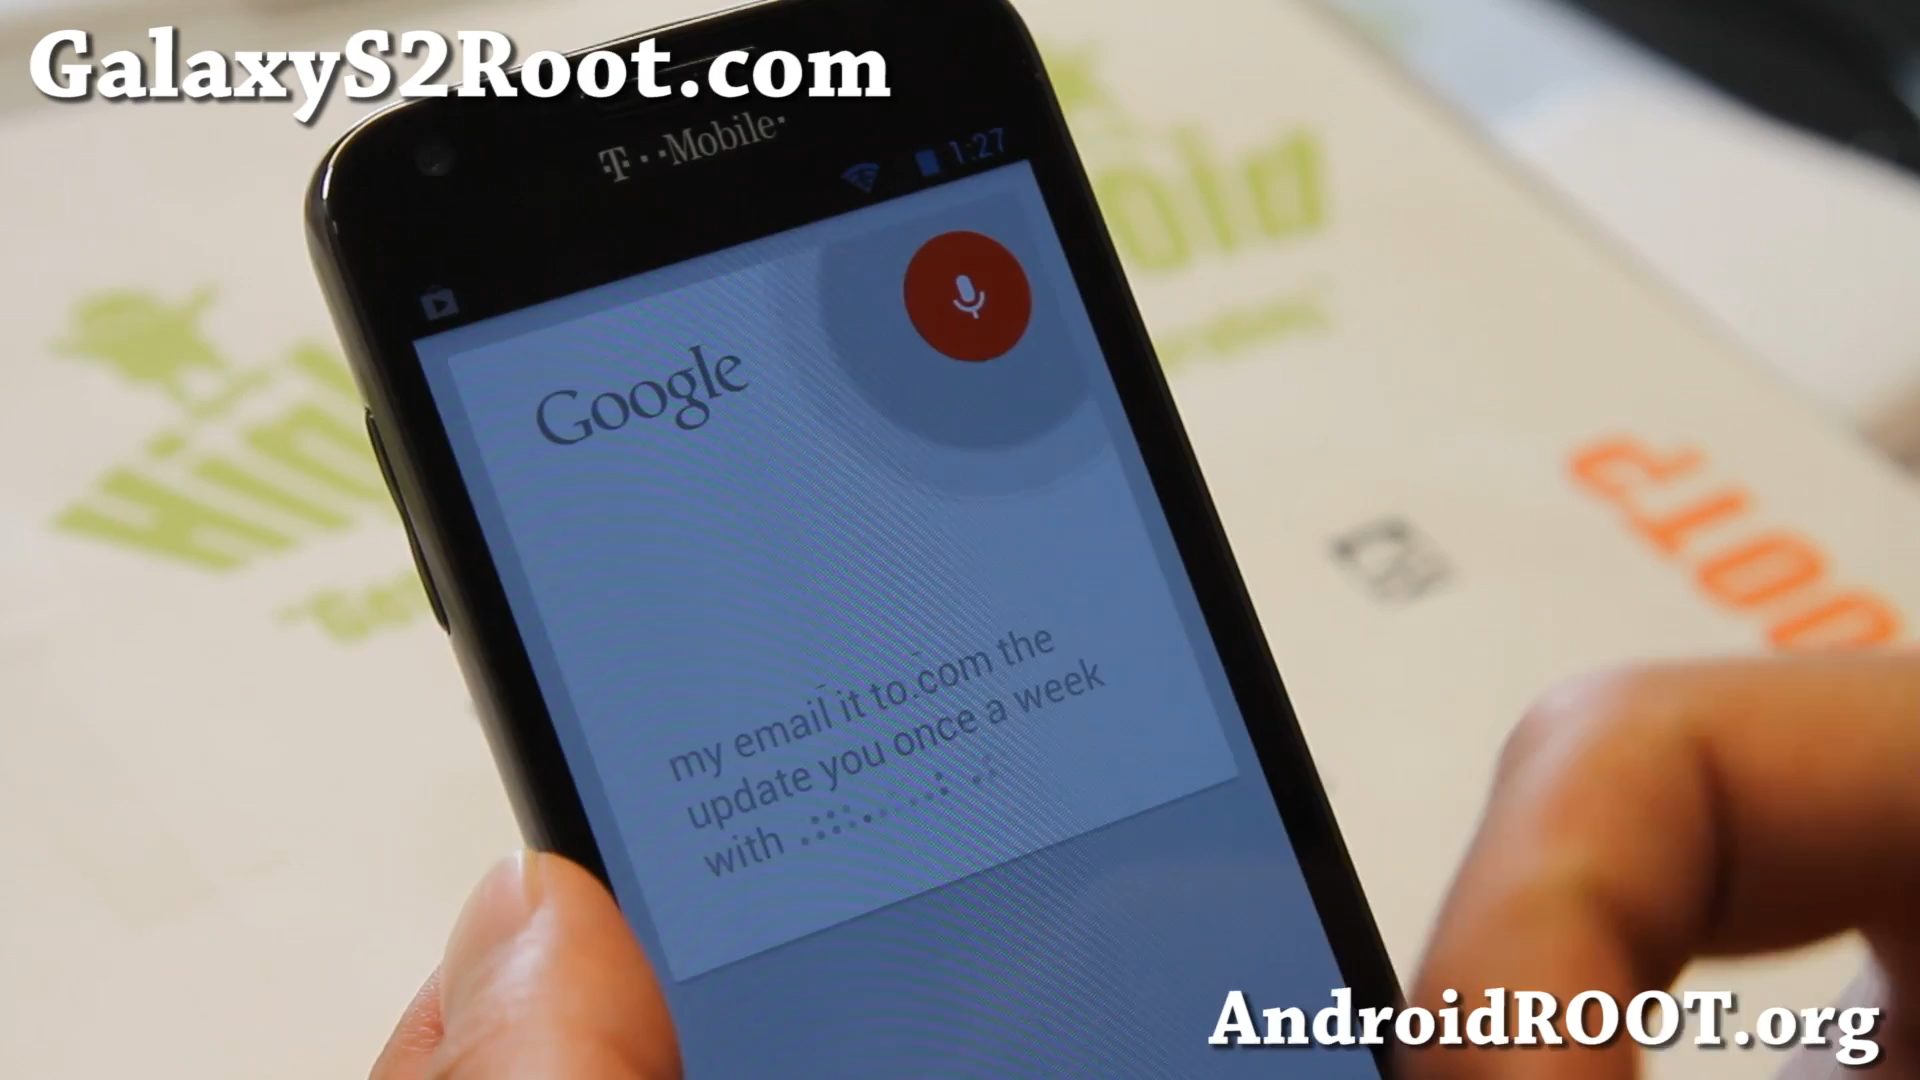 GalaxyS2Root.com
T··Mobile·
1:27
Google
my email it to.com the
update you once a week
with
AndroidROOT.org